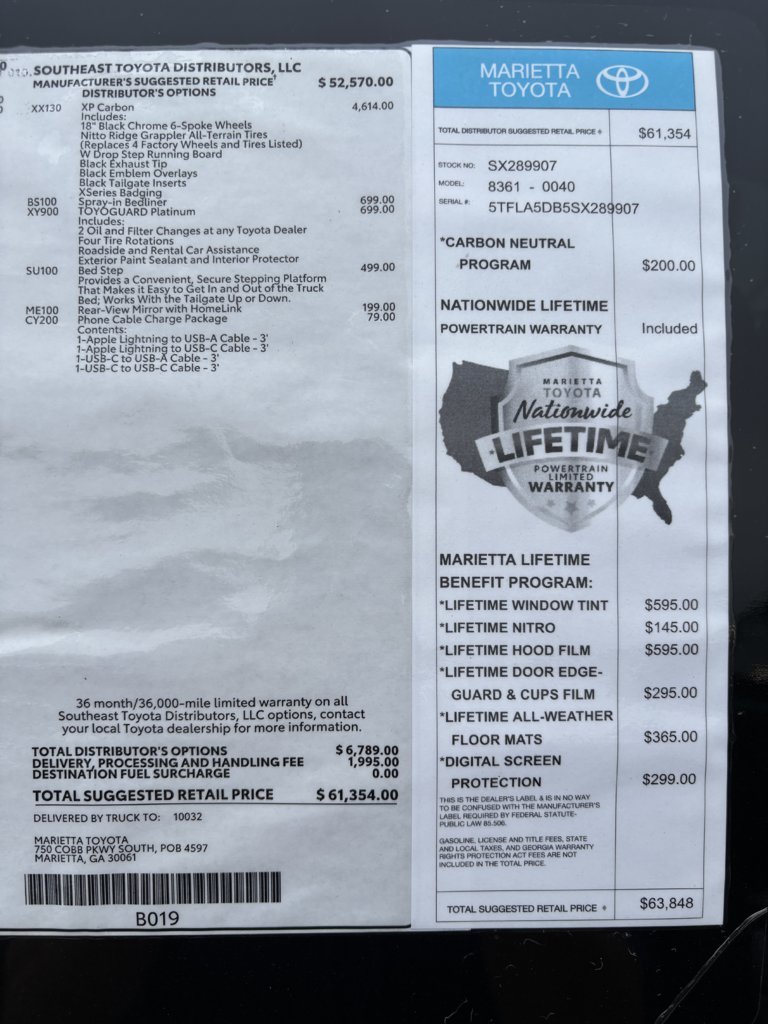 SOUTHEAST TOYOTA DISTRIBUTORS, LLC
MANUFACTURER'S SUGGESTED RETAIL PRICE† $ 52,570.00
DISTRIBUTOR'S OPTIONS
XX130 XP Carbon 4,614.00
Includes:
18" Black Chrome 6-Spoke Wheels
Nitto Ridge Grappler All-Terrain Tires
(Replaces 4 Factory Wheels and Tires Listed)
W Drop Step Running Board
Black Exhaust Tip
Black Emblem Overlays
Black Tailgate Inserts
XSeries Badging
BS100 Spray-in Bedliner 699.00
XY900 TOYOGUARD Platinum 699.00
Includes:
2 Oil and Filter Changes at any Toyota Dealer
Four Tire Rotations
Roadside and Rental Car Assistance
Exterior Paint Sealant and Interior Protector
SU100 Bed Step 499.00
Provides a Convenient, Secure Stepping Platform
That Makes it Easy to Get In and Out of the Truck
Bed; Works With the Tailgate Up or Down.
ME100 Rear-View Mirror with HomeLink 199.00
CY200 Phone Cable Charge Package 79.00
Contents:
1-Apple Lightning to USB-A Cable - 3'
1-Apple Lightning to USB-C Cable - 3'
1-USB-C to USB-A Cable - 3'
1-USB-C to USB-C Cable - 3'
36 month/36,000-mile limited warranty on all
Southeast Toyota Distributors, LLC options, contact
your local Toyota dealership for more information.
TOTAL DISTRIBUTOR'S OPTIONS $ 6,789.00
DELIVERY, PROCESSING AND HANDLING FEE 1,995.00
DESTINATION FUEL SURCHARGE 0.00
TOTAL SUGGESTED RETAIL PRICE $ 61,354.00
DELIVERED BY TRUCK TO: 10032
MARIETTA TOYOTA
750 COBB PKWY SOUTH, POB 4597
MARIETTA, GA 30061
B019
MARIETTA
TOYOTA
TOTAL DISTRIBUTOR SUGGESTED RETAIL PRICE + $61,354
STOCK NO: SX289907
MODEL: 8361 - 0040
SERIAL #: 5TFLA5DB5SX289907
*CARBON NEUTRAL
PROGRAM $200.00
NATIONWIDE LIFETIME
POWERTRAIN WARRANTY Included
MARIETTA
TOYOTA
Nationwide
LIFETIME
POWERTRAIN
LIMITED
WARRANTY
MARIETTA LIFETIME
BENEFIT PROGRAM:
*LIFETIME WINDOW TINT $595.00
*LIFETIME NITRO $145.00
*LIFETIME HOOD FILM $595.00
*LIFETIME DOOR EDGE-
GUARD & CUPS FILM $295.00
*LIFETIME ALL-WEATHER
FLOOR MATS $365.00
*DIGITAL SCREEN
PROTECTION $299.00
THIS IS THE DEALER'S LABEL & IS IN NO WAY
TO BE CONFUSED WITH THE MANUFACTURER'S
LABEL REQUIRED BY FEDERAL STATUTE-
PUBLIC LAW 85.506.
GASOLINE, LICENSE AND TITLE FEES, STATE
AND LOCAL TAXES, AND GEORGIA WARRANTY
RIGHTS PROTECTION ACT FEES ARE NOT
INCLUDED IN THE TOTAL PRICE.
TOTAL SUGGESTED RETAIL PRICE + $63,848